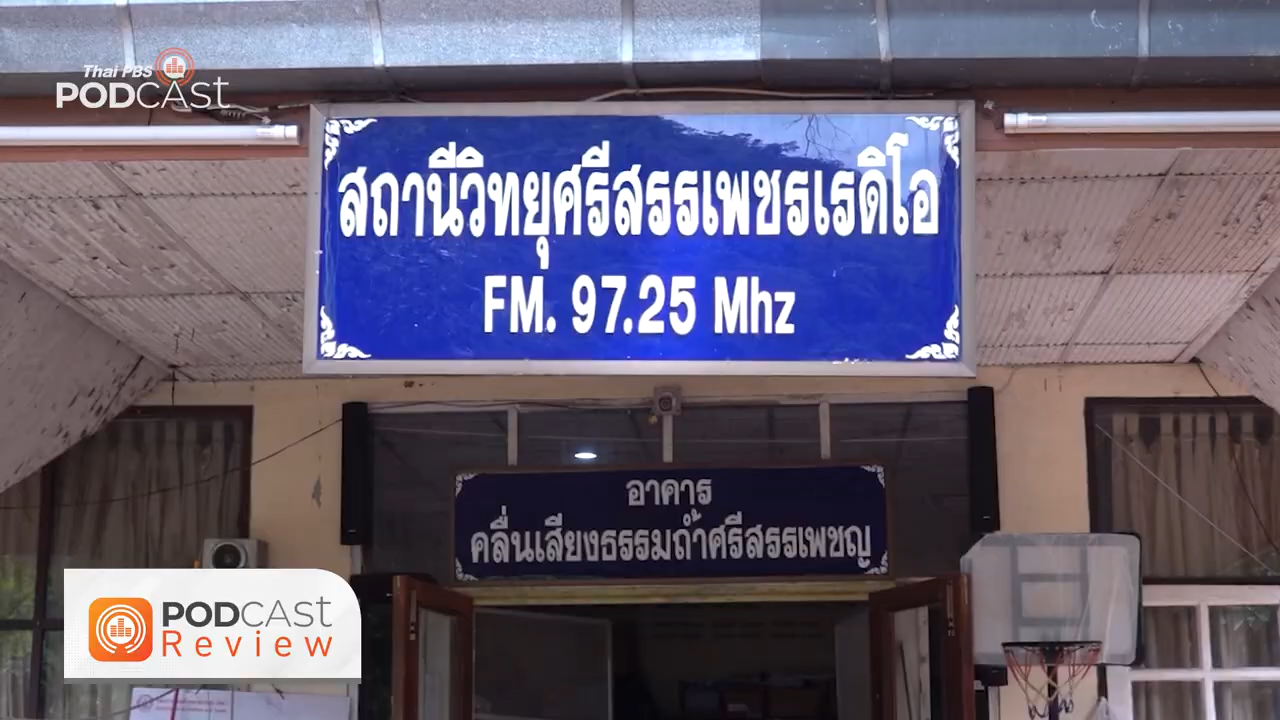 Thai PBS
PODCAST
สถานีวิทยุศรีสรรเพชรเรดิโอ
FM. 97.25 Mhz
อาคาร
คลื่นเสียงธรรมถ้ำศรีสรรเพชญ
PODCAST
Review